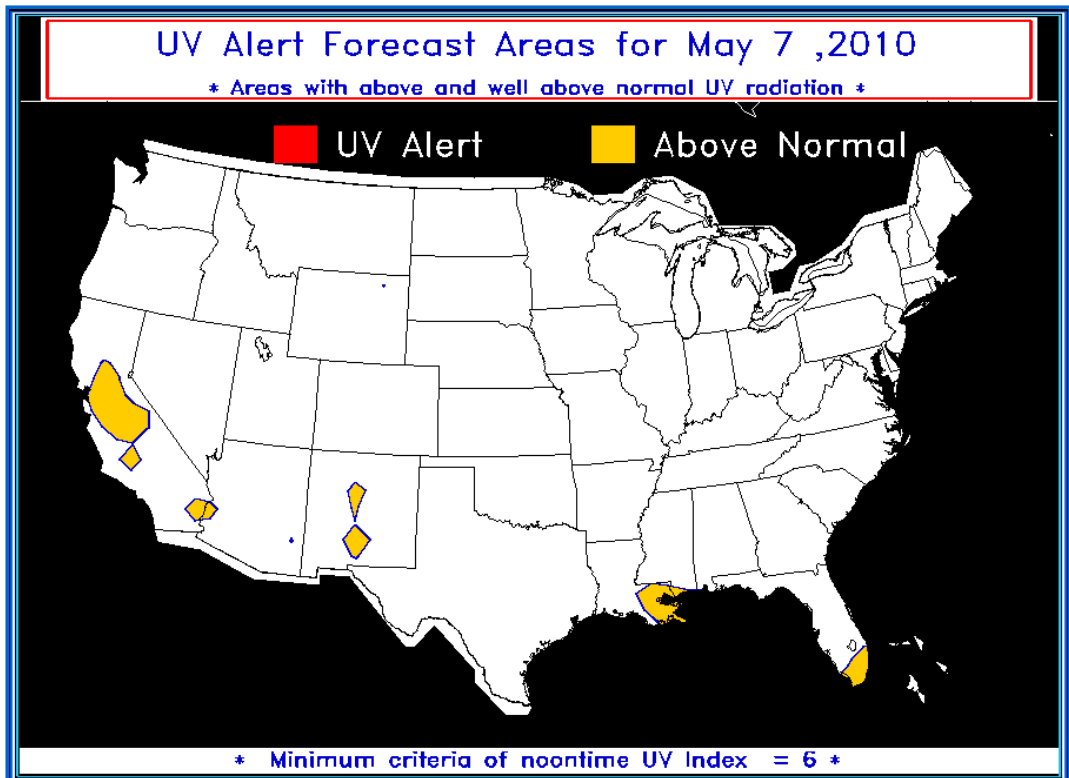 UV Alert Forecast Areas for May 7 ,2010
* Areas with above and well above normal UV radiation *
UV Alert Above Normal
* Minimum criteria of noontime UV Index = 6 *